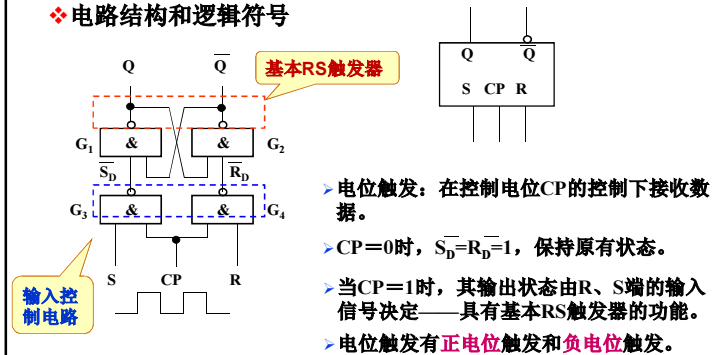 ❖电路结构和逻辑符号
Q Q̅
基本RS触发器
G₁ & & G₂
S̅_D R̅_D
G₃ & & G₄
S CP R
输入控
制电路
Q Q̅
S CP R
➢电位触发：在控制电位CP的控制下接收数
据。
➢CP＝0时，S̅_D=R̅_D=1，保持原有状态。
➢当CP＝1时，其输出状态由R、S端的输入
信号决定——具有基本RS触发器的功能。
➢电位触发有正电位触发和负电位触发。